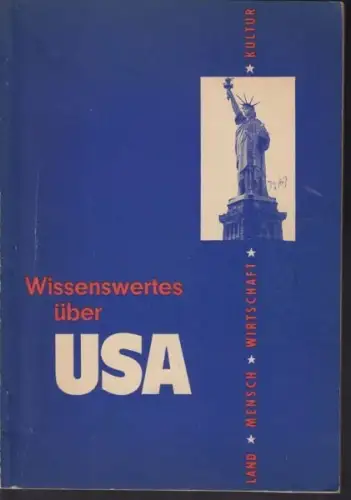 Wissenswertes
über
USA
LAND ★ MENSCH ★ WIRTSCHAFT ★ ★ KULTUR